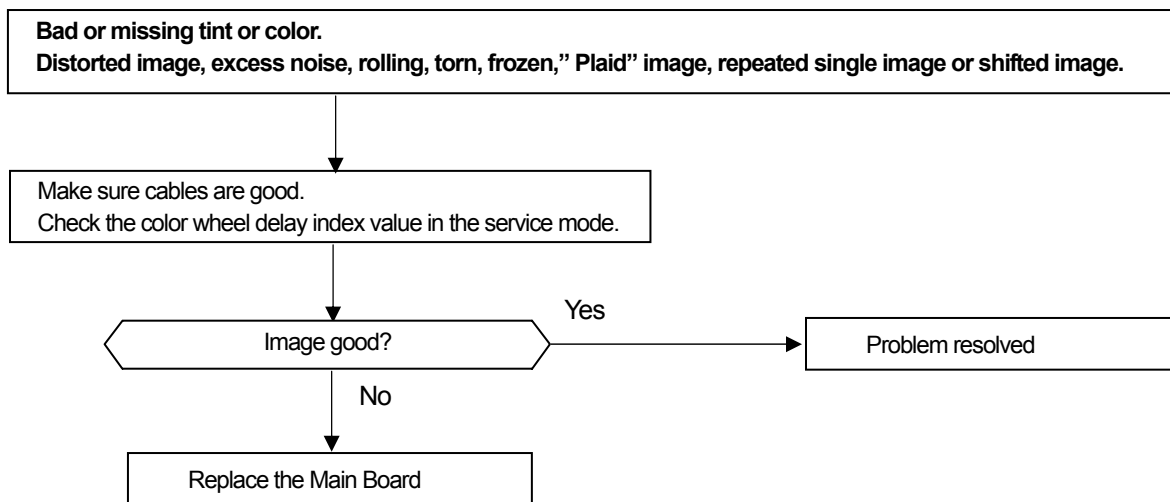 Bad or missing tint or color.
Distorted image, excess noise, rolling, torn, frozen,” Plaid” image, repeated single image or shifted image.
Make sure cables are good.
Check the color wheel delay index value in the service mode.
Image good?
Yes
Problem resolved
No
Replace the Main Board